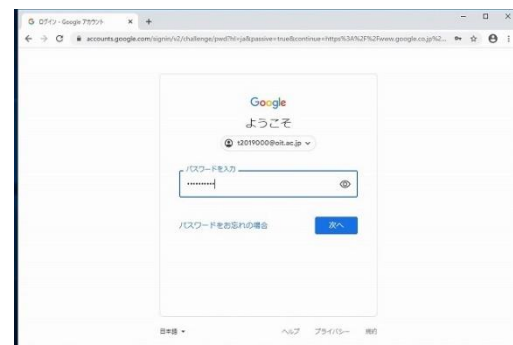 G ログイン - Google アカウント
accounts.google.com/signin/v2/challenge/pwd?hl=ja&passive=true&continue=https%3A%2F%2Fwww.google.co.jp%2...
Google
ようこそ
t2019000@oit.ac.jp
パスワードを入力
パスワードをお忘れの場合
次へ
日本語
ヘルプ プライバシー 規約